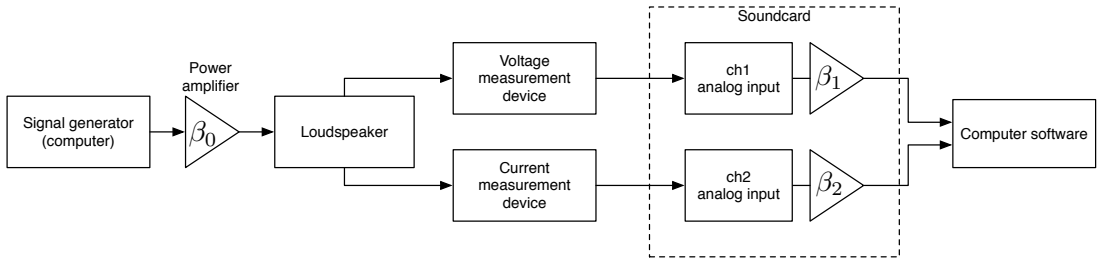 Soundcard
Power
amplifier
Signal generator
(computer)
β₀
Loudspeaker
Voltage
measurement
device
ch1
analog input
β₁
Current
measurement
device
ch2
analog input
β₂
Computer software